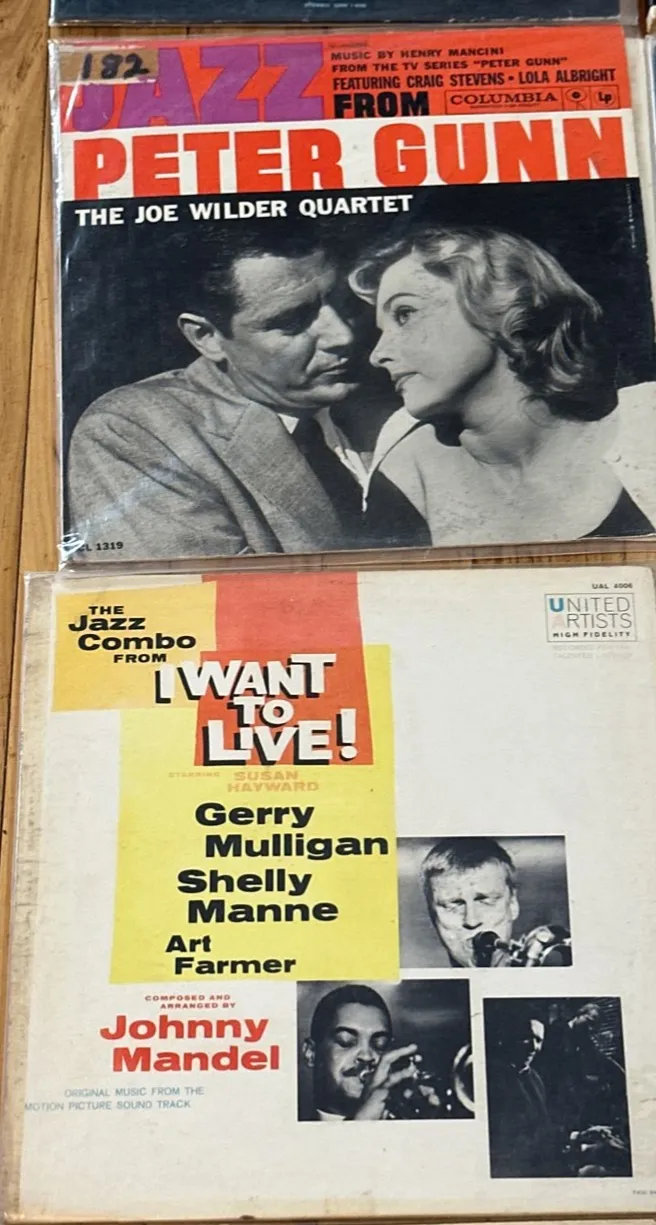 182
JAZZ
MUSIC BY HENRY MANCINI
FROM THE TV SERIES "PETER GUNN"
FEATURING CRAIG STEVENS • LOLA ALBRIGHT
FROM
COLUMBIA Lp
PETER GUNN
THE JOE WILDER QUARTET
CL 1319
UAL 4006
UNITED
ARTISTS
HIGH FIDELITY
THE
Jazz
Combo
FROM
I WANT
TO
LIVE!
STARRING SUSAN
HAYWARD
Gerry
Mulligan
Shelly
Manne
Art
Farmer
COMPOSED AND
ARRANGED BY
Johnny
Mandel
ORIGINAL MUSIC FROM THE
MOTION PICTURE SOUND TRACK